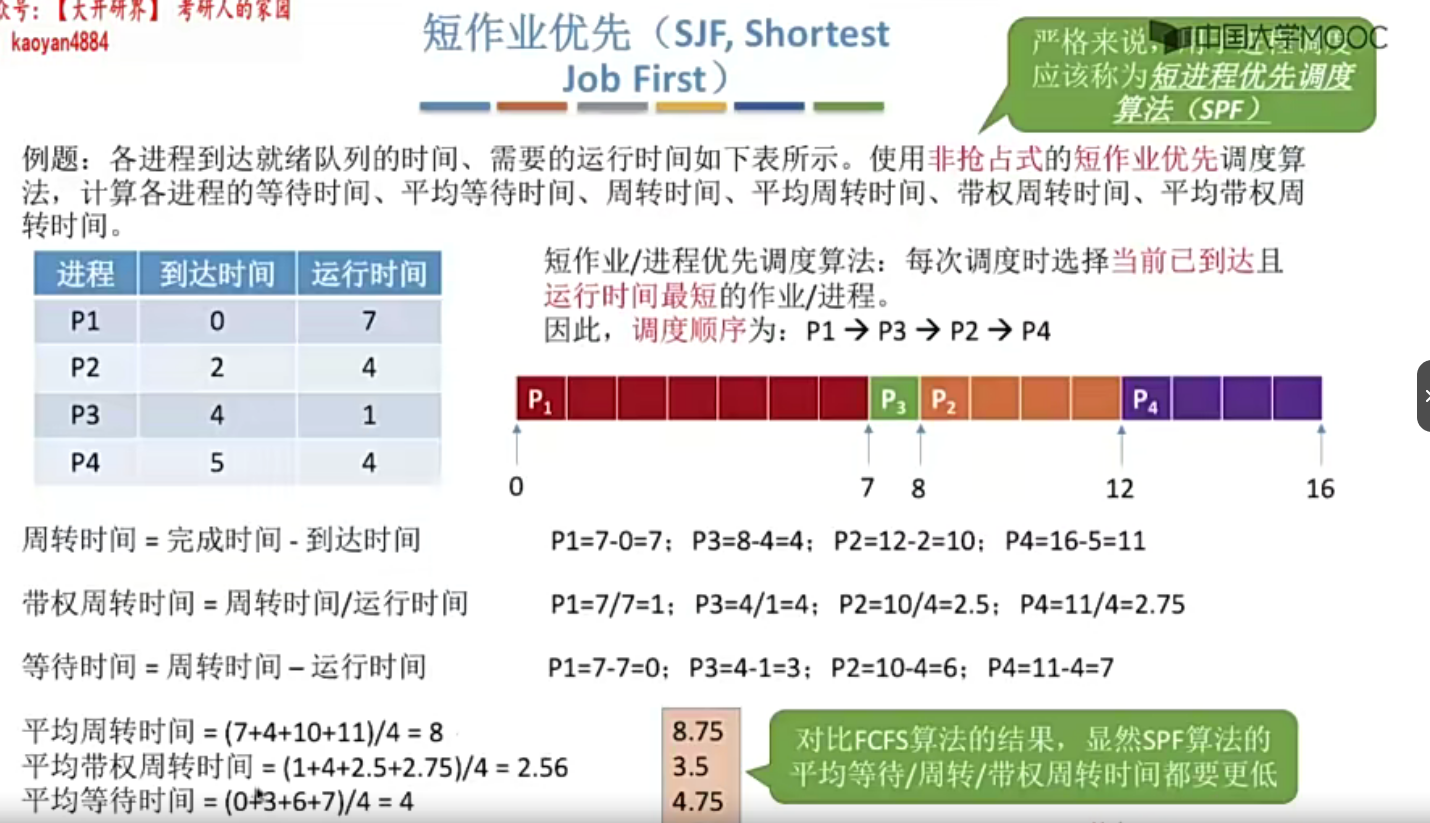 众号：【大开研界】 考研人的家园
kaoyan4884
短作业优先（SJF, Shortest
Job First）
中国大学MOOC
严格来说，用于进程调度
应该称为短进程优先调度
算法（SPF）
例题：各进程到达就绪队列的时间、需要的运行时间如下表所示。使用非抢占式的短作业优先调度算
法，计算各进程的等待时间、平均等待时间、周转时间、平均周转时间、带权周转时间、平均带权周
转时间。
进程 到达时间 运行时间
P1 0 7
P2 2 4
P3 4 1
P4 5 4
短作业/进程优先调度算法：每次调度时选择当前已到达且
运行时间最短的作业/进程。
因此，调度顺序为：P1 → P3 → P2 → P4
P1 P3 P2 P4
0 7 8 12 16
周转时间 = 完成时间 - 到达时间 P1=7-0=7；P3=8-4=4；P2=12-2=10；P4=16-5=11
带权周转时间 = 周转时间/运行时间 P1=7/7=1；P3=4/1=4；P2=10/4=2.5；P4=11/4=2.75
等待时间 = 周转时间 – 运行时间 P1=7-7=0；P3=4-1=3；P2=10-4=6；P4=11-4=7
平均周转时间 = (7+4+10+11)/4 = 8
平均带权周转时间 = (1+4+2.5+2.75)/4 = 2.56
平均等待时间 = (0+3+6+7)/4 = 4
8.75
3.5
4.75
对比FCFS算法的结果，显然SPF算法的
平均等待/周转/带权周转时间都要更低